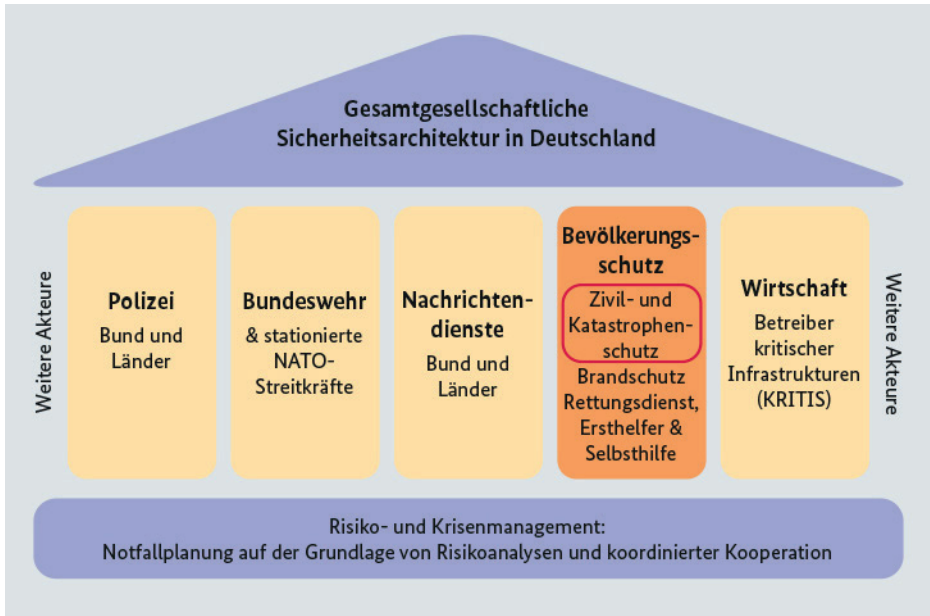 Gesamtgesellschaftliche
Sicherheitsarchitektur in Deutschland
Weitere Akteure
Polizei
Bund und
Länder
Bundeswehr
& stationierte
NATO-
Streitkräfte
Nachrichten-
dienste
Bund und
Länder
Bevölkerungs-
schutz
Zivil- und
Katastrophen-
schutz
Brandschutz
Rettungsdienst,
Ersthelfer &
Selbsthilfe
Wirtschaft
Betreiber
kritischer
Infrastrukturen
(KRITIS)
Weitere Akteure
Risiko- und Krisenmanagement:
Notfallplanung auf der Grundlage von Risikoanalysen und koordinierter Kooperation